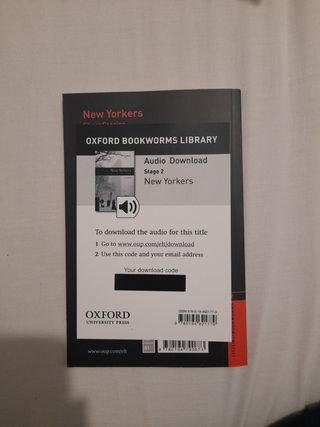 New Yorkers
OXFORD BOOKWORMS LIBRARY
New Yorkers
Audio Download
Stage 2
New Yorkers
To download the audio for this title
1 Go to www.oup.com/elt/download
2 Use this code and your email address
Your download code
OXFORD
UNIVERSITY PRESS
www.oup.com/elt